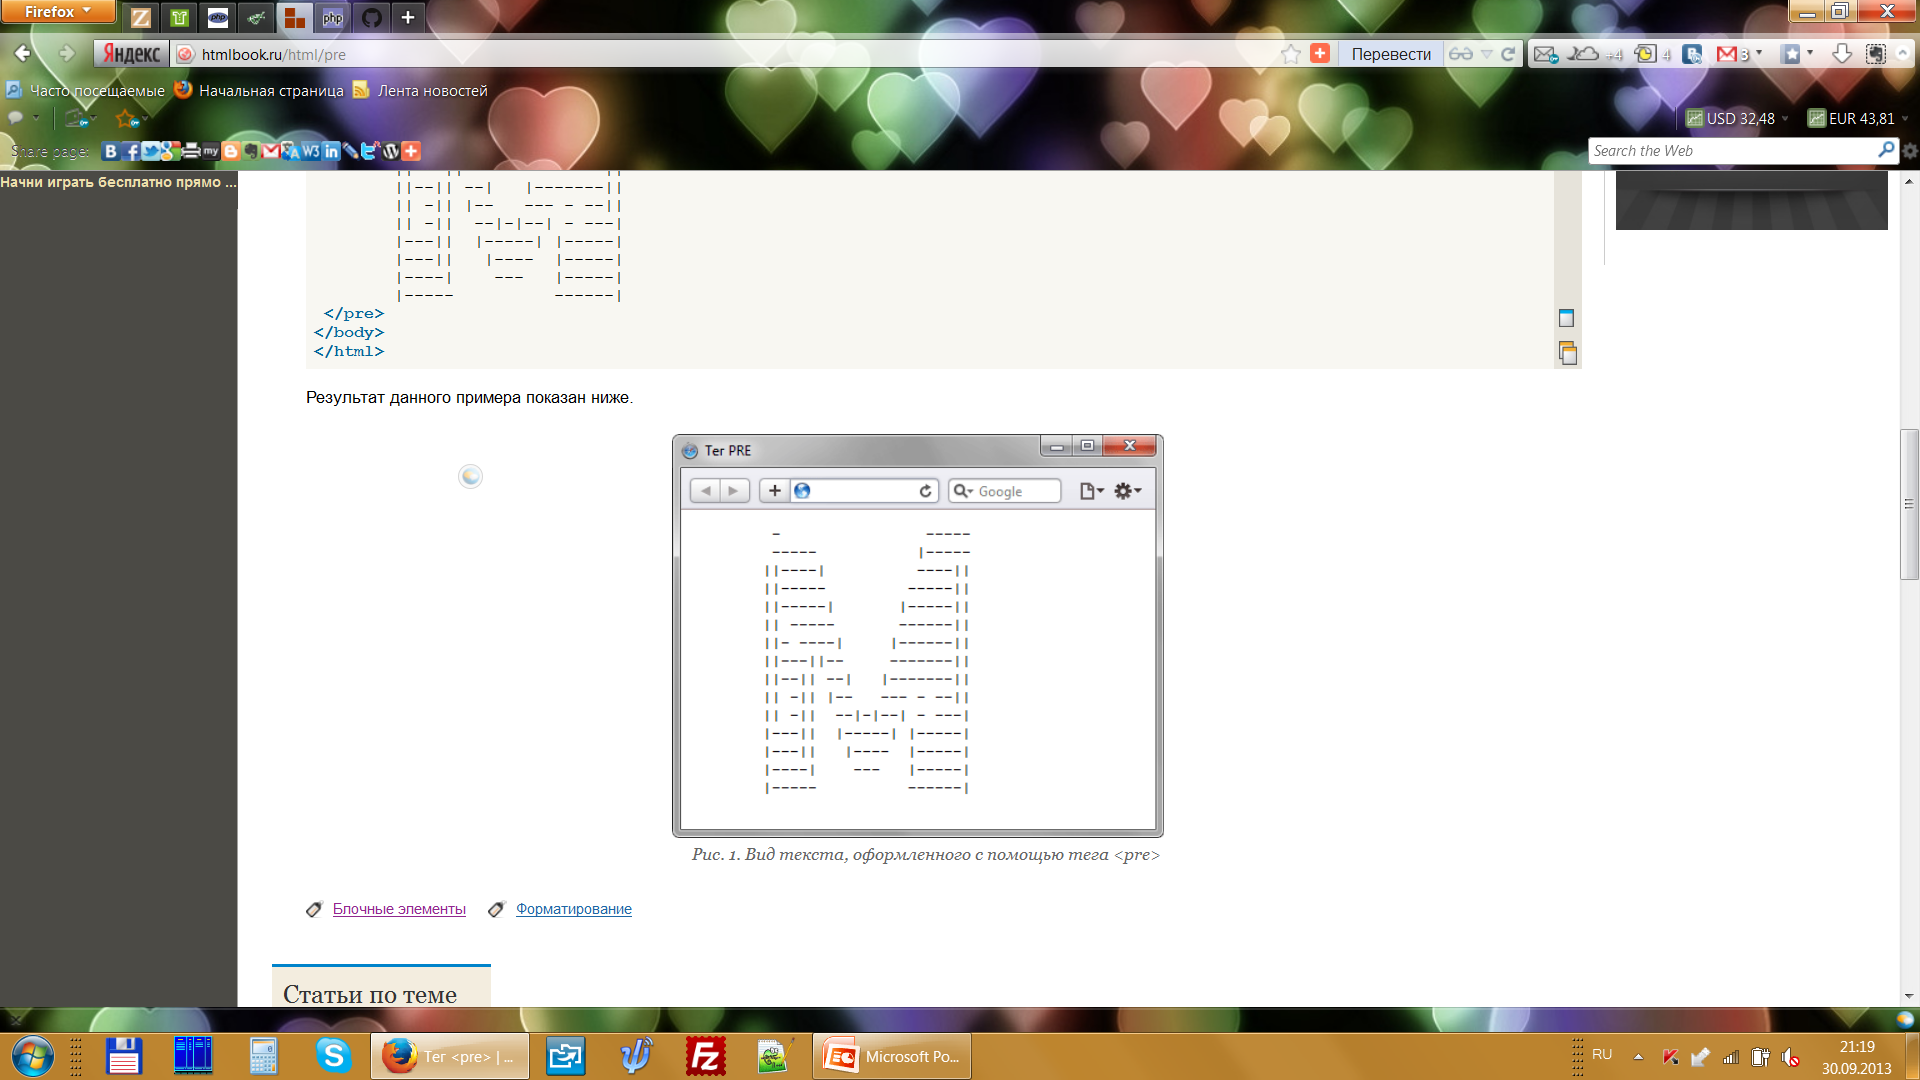 Firefox
Яндекс
htmlbook.ru/html/pre
Перевести
+4
4
3
Часто посещаемые
Начальная страница
Лента новостей
USD 32,48
EUR 43,81
Share page:
Search the Web
Начни играть бесплатно прямо ...
||--|| --|   |-------||
|| -|| |--   --- - --||
|| -||  --|-|--| - ---|
|---||  |-----| |-----|
|---||   |----  |-----|
|----|    ---   |-----|
|-----          ------|
</pre>
</body>
</html>
Результат данного примера показан ниже.
Тег PRE
Google
 -                -----
 -----           |-----
||----|          ----||
||-----         -----||
||-----|       |-----||
|| -----       ------||
||- ----|     |------||
||---||--     -------||
||--|| --|   |-------||
|| -|| |--   --- - --||
|| -||  --|-|--| - ---|
|---||  |-----| |-----|
|---||   |----  |-----|
|----|    ---   |-----|
|-----          ------|
Рис. 1. Вид текста, оформленного с помощью тега <pre>
Блочные элементы
Форматирование
Статьи по теме
Тег <pre> | ...
Microsoft Po...
RU
21:19
30.09.2013